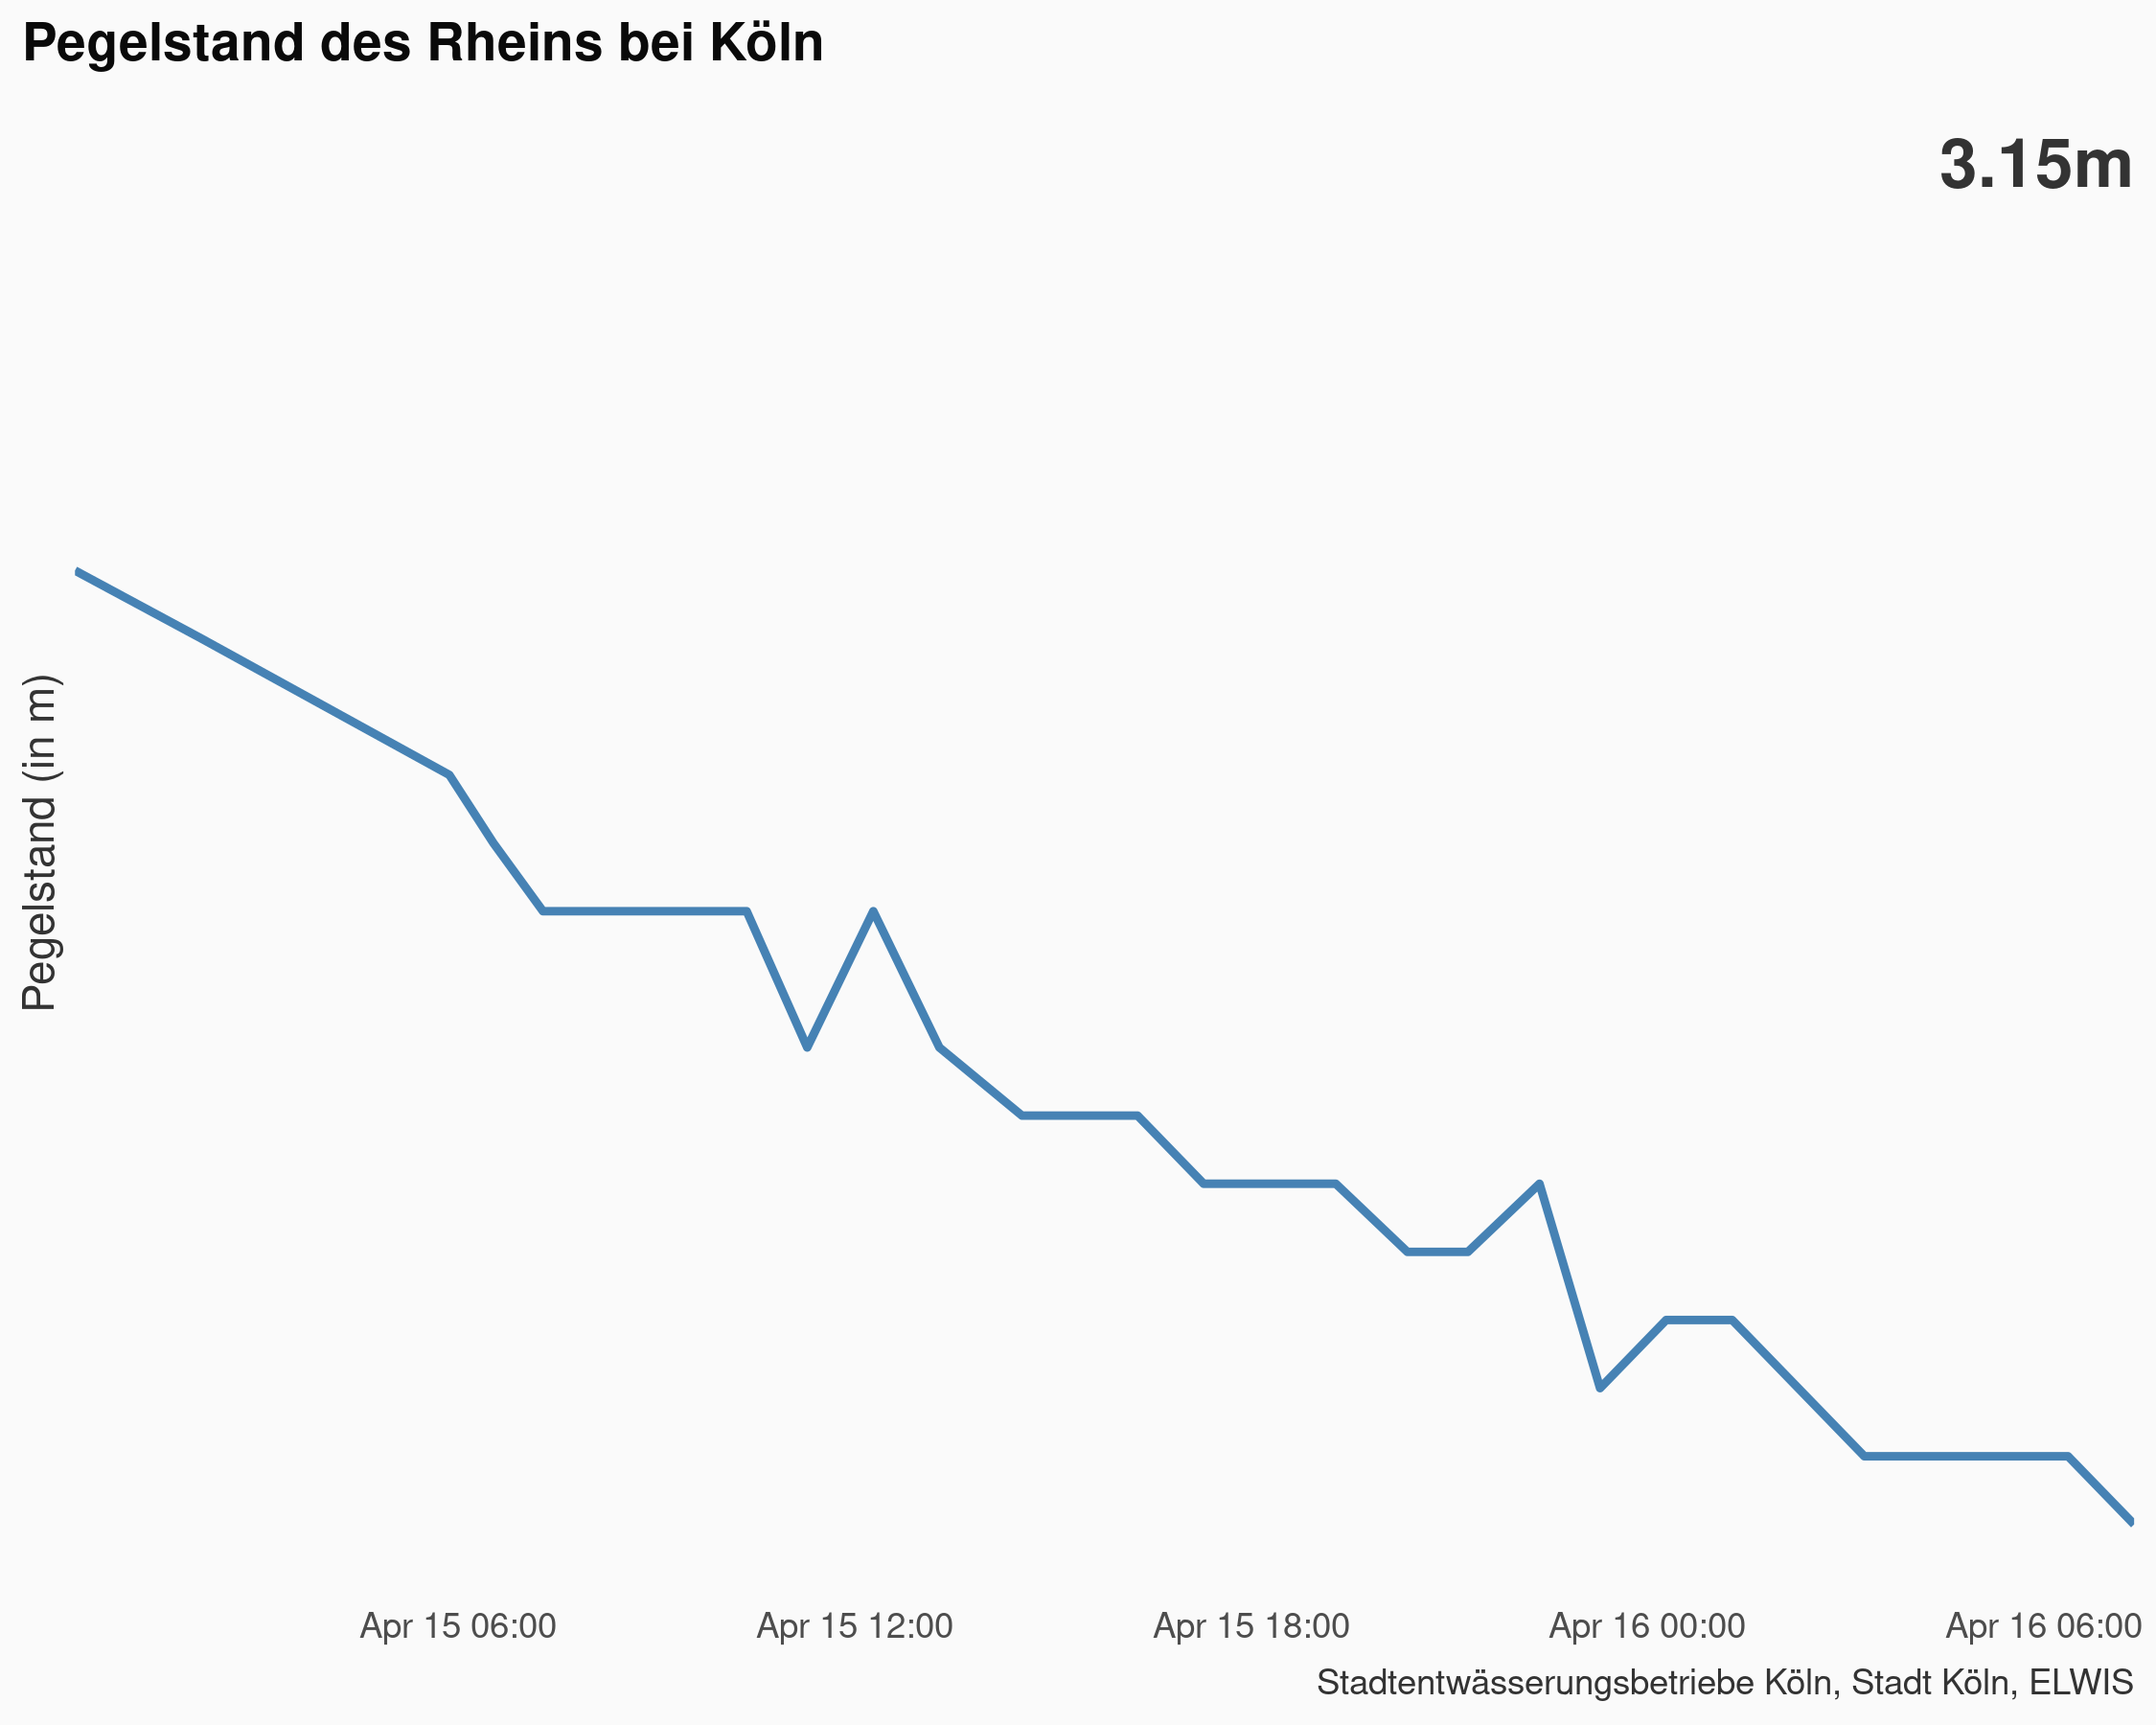 Pegelstand des Rheins bei Köln
3.15m
Pegelstand (in m)
Apr 15 06:00 Apr 15 12:00 Apr 15 18:00 Apr 16 00:00 Apr 16 06:00
Stadtentwässerungsbetriebe Köln, Stadt Köln, ELWIS